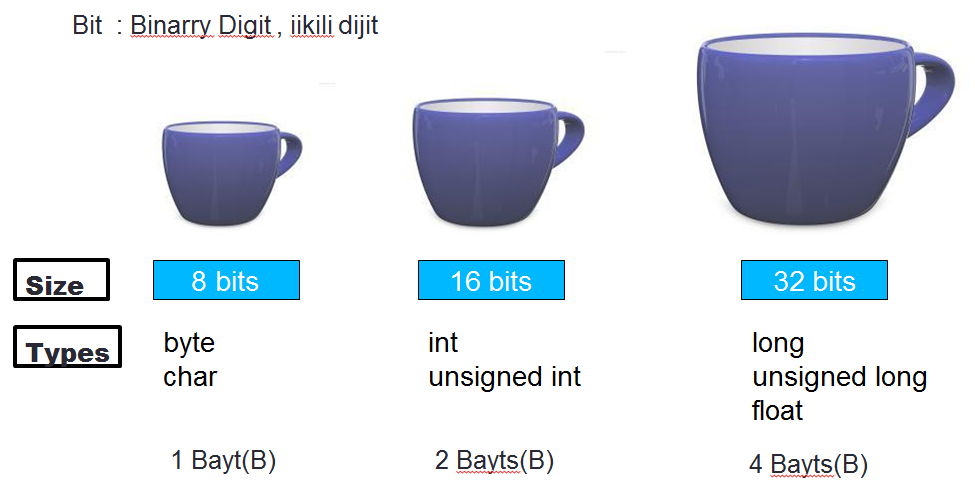 Bit : Binarry Digit , iikili dijit
Size
8 bits
16 bits
32 bits
Types
byte
char
int
unsigned int
long
unsigned long
float
1 Bayt(B)
2 Bayts(B)
4 Bayts(B)